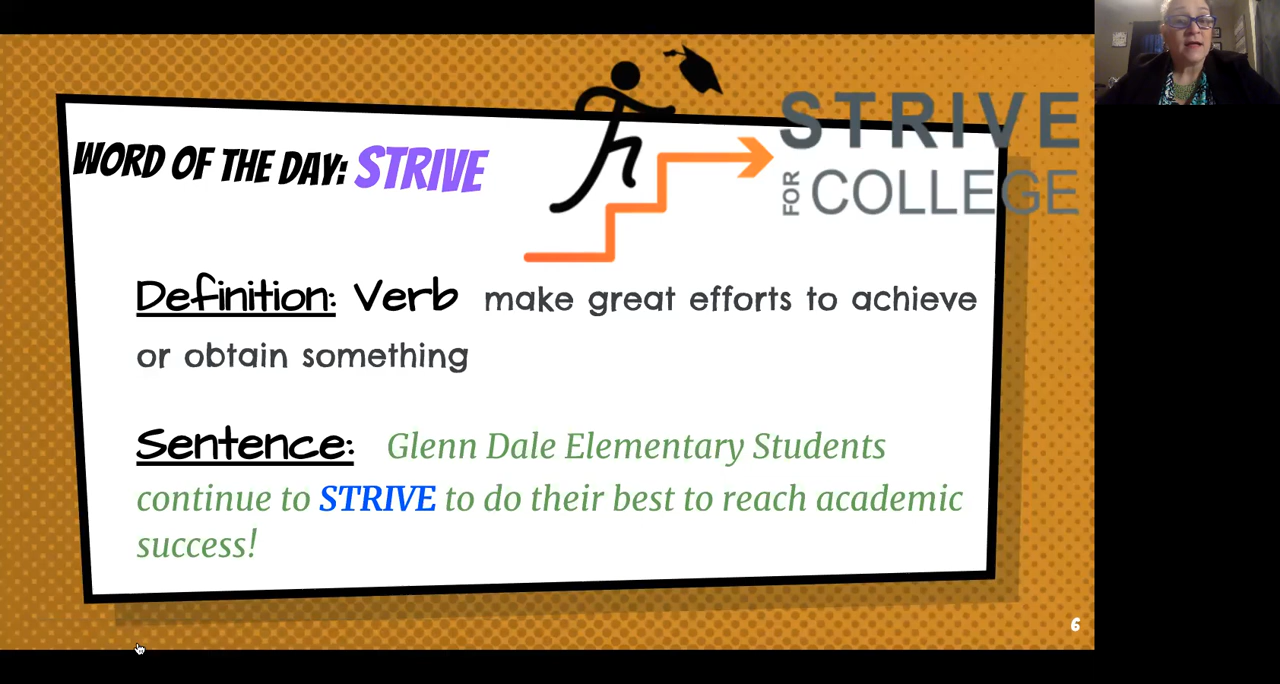 WORD OF THE DAY: STRIVE
STRIVE
FOR COLLEGE
Definition: Verb make great efforts to achieve
or obtain something
Sentence: Glenn Dale Elementary Students
continue to STRIVE to do their best to reach academic
success!
6